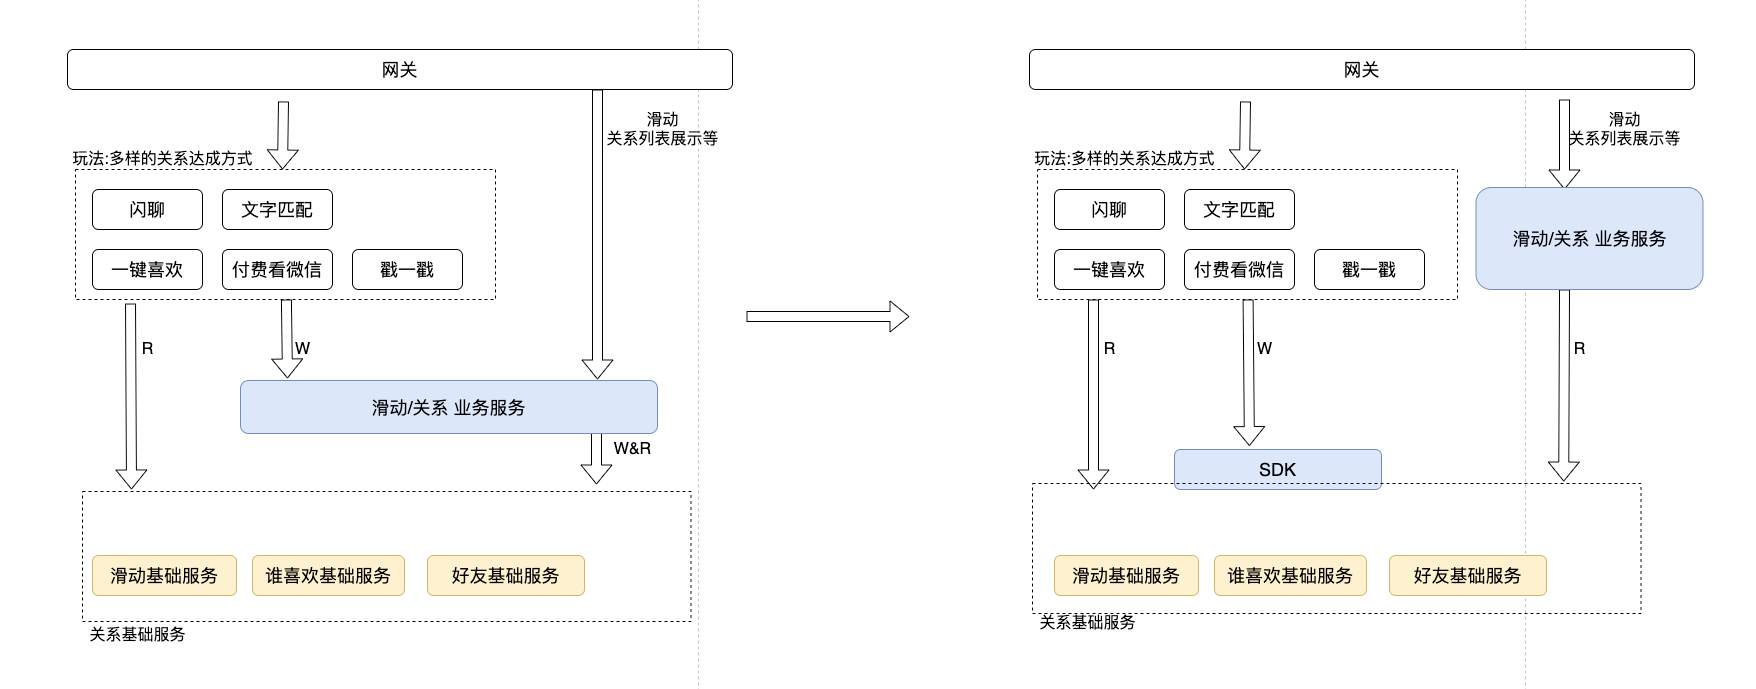 网关
滑动
关系列表展示等
玩法:多样的关系达成方式
闪聊
文字匹配
一键喜欢
付费看微信
戳一戳
R
W
滑动/关系 业务服务
W&R
滑动基础服务
谁喜欢基础服务
好友基础服务
关系基础服务
网关
滑动
关系列表展示等
玩法:多样的关系达成方式
闪聊
文字匹配
滑动/关系 业务服务
一键喜欢
付费看微信
戳一戳
R
W
R
SDK
滑动基础服务
谁喜欢基础服务
好友基础服务
关系基础服务